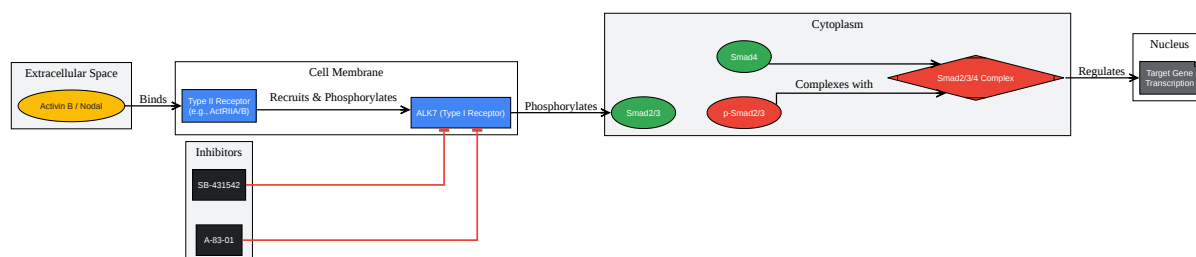 Extracellular Space
Activin B / Nodal
Binds
Cell Membrane
Type II Receptor
(e.g., ActRIIA/B)
Recruits & Phosphorylates
ALK7 (Type I Receptor)
Phosphorylates
Inhibitors
SB-431542
A-83-01
Cytoplasm
Smad2/3
Smad4
p-Smad2/3
Complexes with
Smad2/3/4 Complex
Regulates
Nucleus
Target Gene
Transcription